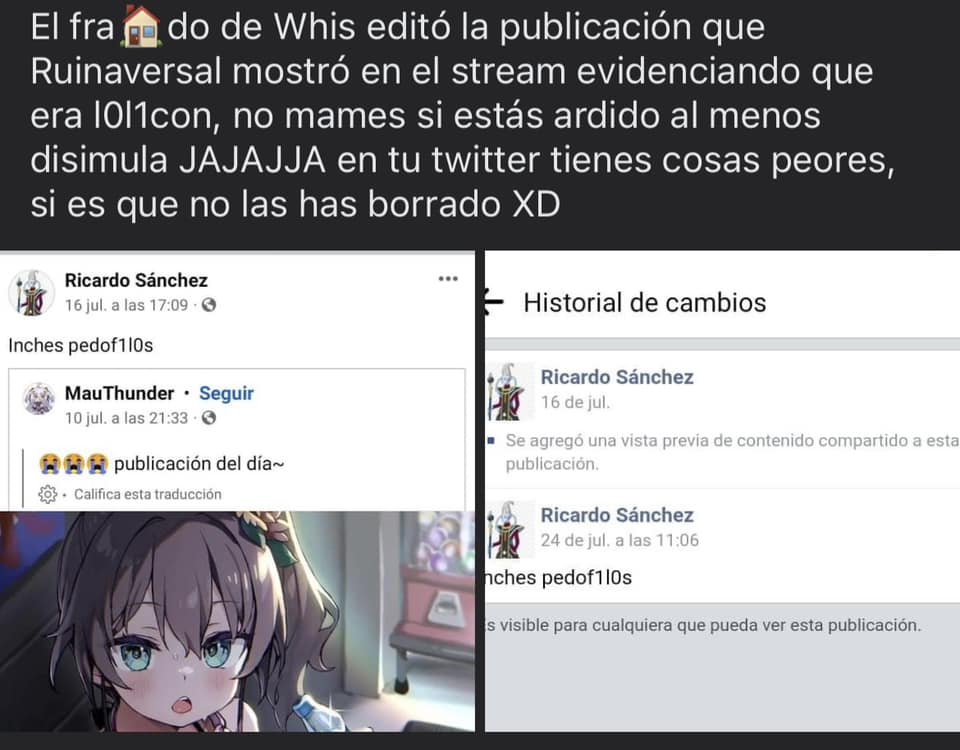 El fra🏠do de Whis editó la publicación que
Ruinaversal mostró en el stream evidenciando que
era l0l1con, no mames si estás ardido al menos
disimula JAJAJJA en tu twitter tienes cosas peores,
si es que no las has borrado XD
Ricardo Sánchez
16 jul. a las 17:09 ·
Inches pedof1l0s
MauThunder • Seguir
10 jul. a las 21:33 ·
😭😭😭 publicación del día~
• Califica esta traducción
← Historial de cambios
Ricardo Sánchez
16 de jul.
Se agregó una vista previa de contenido compartido a esta
publicación.
Ricardo Sánchez
24 de jul. a las 11:06
nches pedof1l0s
s visible para cualquiera que pueda ver esta publicación.